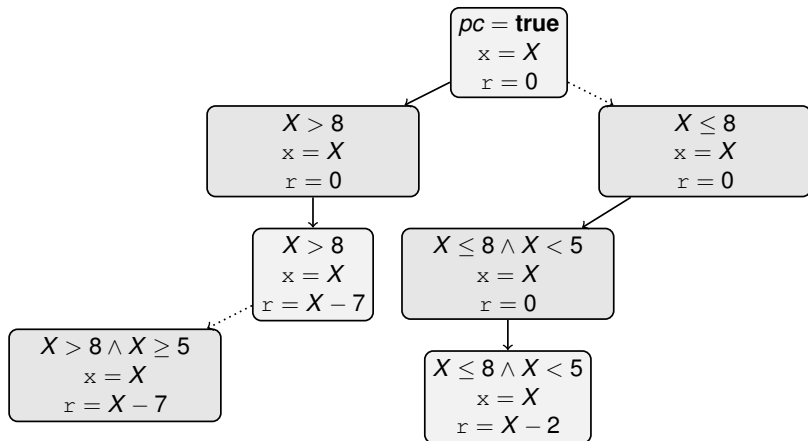 pc = true
x = X
r = 0
X > 8
x = X
r = 0
X ≤ 8
x = X
r = 0
X > 8
x = X
r = X − 7
X ≤ 8 ∧ X < 5
x = X
r = 0
X > 8 ∧ X ≥ 5
x = X
r = X − 7
X ≤ 8 ∧ X < 5
x = X
r = X − 2